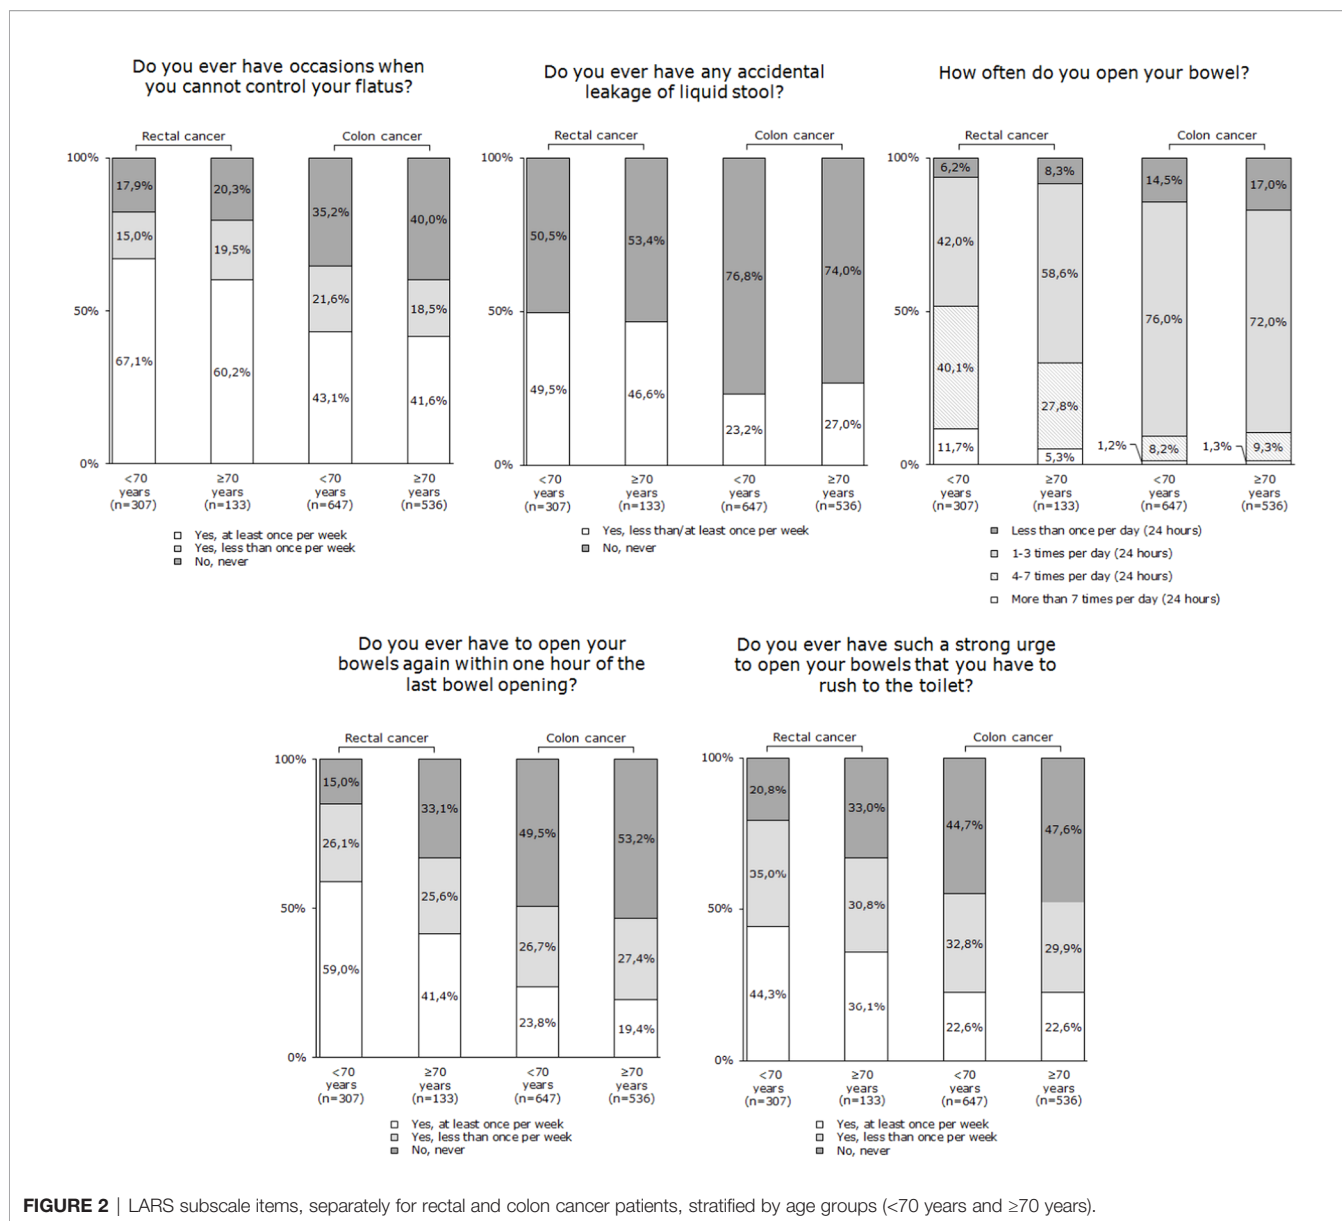 Do you ever have occasions when
you cannot control your flatus?
Rectal cancer
Colon cancer
100%
50%
0%
17,9%
15,0%
67,1%
20,3%
19,5%
60,2%
35,2%
21,6%
43,1%
40,0%
18,5%
41,6%
<70
years
(n=307)
≥70
years
(n=133)
<70
years
(n=647)
≥70
years
(n=536)
Yes, at least once per week
Yes, less than once per week
No, never
Do you ever have any accidental
leakage of liquid stool?
Rectal cancer
Colon cancer
100%
50%
0%
50,5%
49,5%
53,4%
46,6%
76,8%
23,2%
74,0%
27,0%
<70
years
(n=307)
≥70
years
(n=133)
<70
years
(n=647)
≥70
years
(n=536)
Yes, less than/at least once per week
No, never
How often do you open your bowel?
Rectal cancer
Colon cancer
100%
50%
0%
6,2%
42,0%
40,1%
11,7%
8,3%
58,6%
27,8%
5,3%
14,5%
76,0%
8,2%
1,2%
17,0%
72,0%
9,3%
1,3%
<70
years
(n=307)
≥70
years
(n=133)
<70
years
(n=647)
≥70
years
(n=536)
Less than once per day (24 hours)
1-3 times per day (24 hours)
4-7 times per day (24 hours)
More than 7 times per day (24 hours)
Do you ever have to open your
bowels again within one hour of the
last bowel opening?
Rectal cancer
Colon cancer
100%
50%
0%
15,0%
26,1%
59,0%
33,1%
25,6%
41,4%
49,5%
26,7%
23,8%
53,2%
27,4%
19,4%
<70
years
(n=307)
≥70
years
(n=133)
<70
years
(n=647)
≥70
years
(n=536)
Yes, at least once per week
Yes, less than once per week
No, never
Do you ever have such a strong urge
to open your bowels that you have to
rush to the toilet?
Rectal cancer
Colon cancer
100%
50%
0%
20,8%
35,0%
44,3%
33,0%
30,8%
36,1%
44,7%
32,8%
22,6%
47,6%
29,9%
22,6%
<70
years
(n=307)
≥70
years
(n=133)
<70
years
(n=647)
≥70
years
(n=536)
Yes, at least once per week
Yes, less than once per week
No, never
FIGURE 2 | LARS subscale items, separately for rectal and colon cancer patients, stratified by age groups (<70 years and ≥70 years).